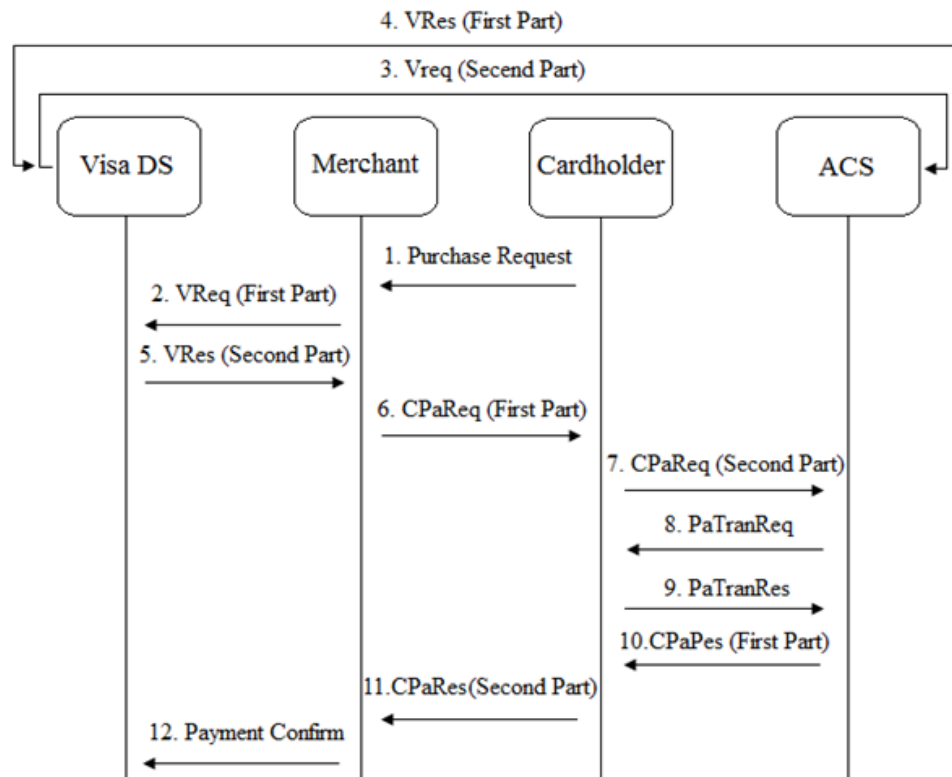 4. VRes (First Part)
3. Vreq (Secend Part)
Visa DS
Merchant
Cardholder
ACS
1. Purchase Request
2. VReq (First Part)
5. VRes (Second Part)
6. CPaReq (First Part)
7. CPaReq (Second Part)
8. PaTranReq
9. PaTranRes
10.CPaPes (First Part)
11.CPaRes(Second Part)
12. Payment Confirm